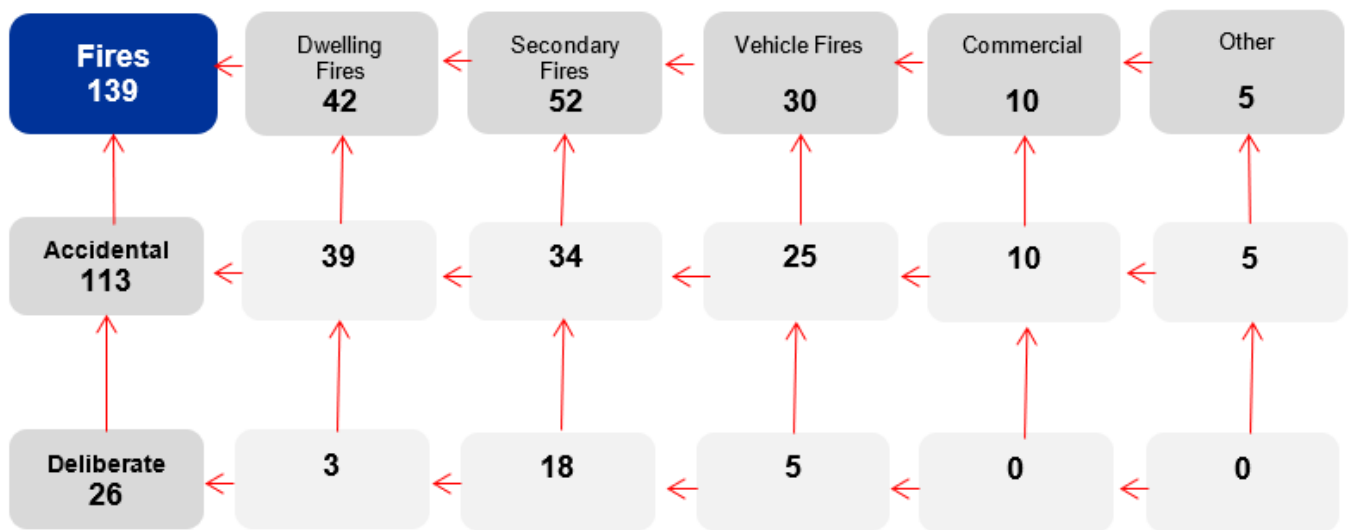 Fires
139
Dwelling
Fires
42
Secondary
Fires
52
Vehicle Fires
30
Commercial
10
Other
5
Accidental
113
39
34
25
10
5
Deliberate
26
3
18
5
0
0